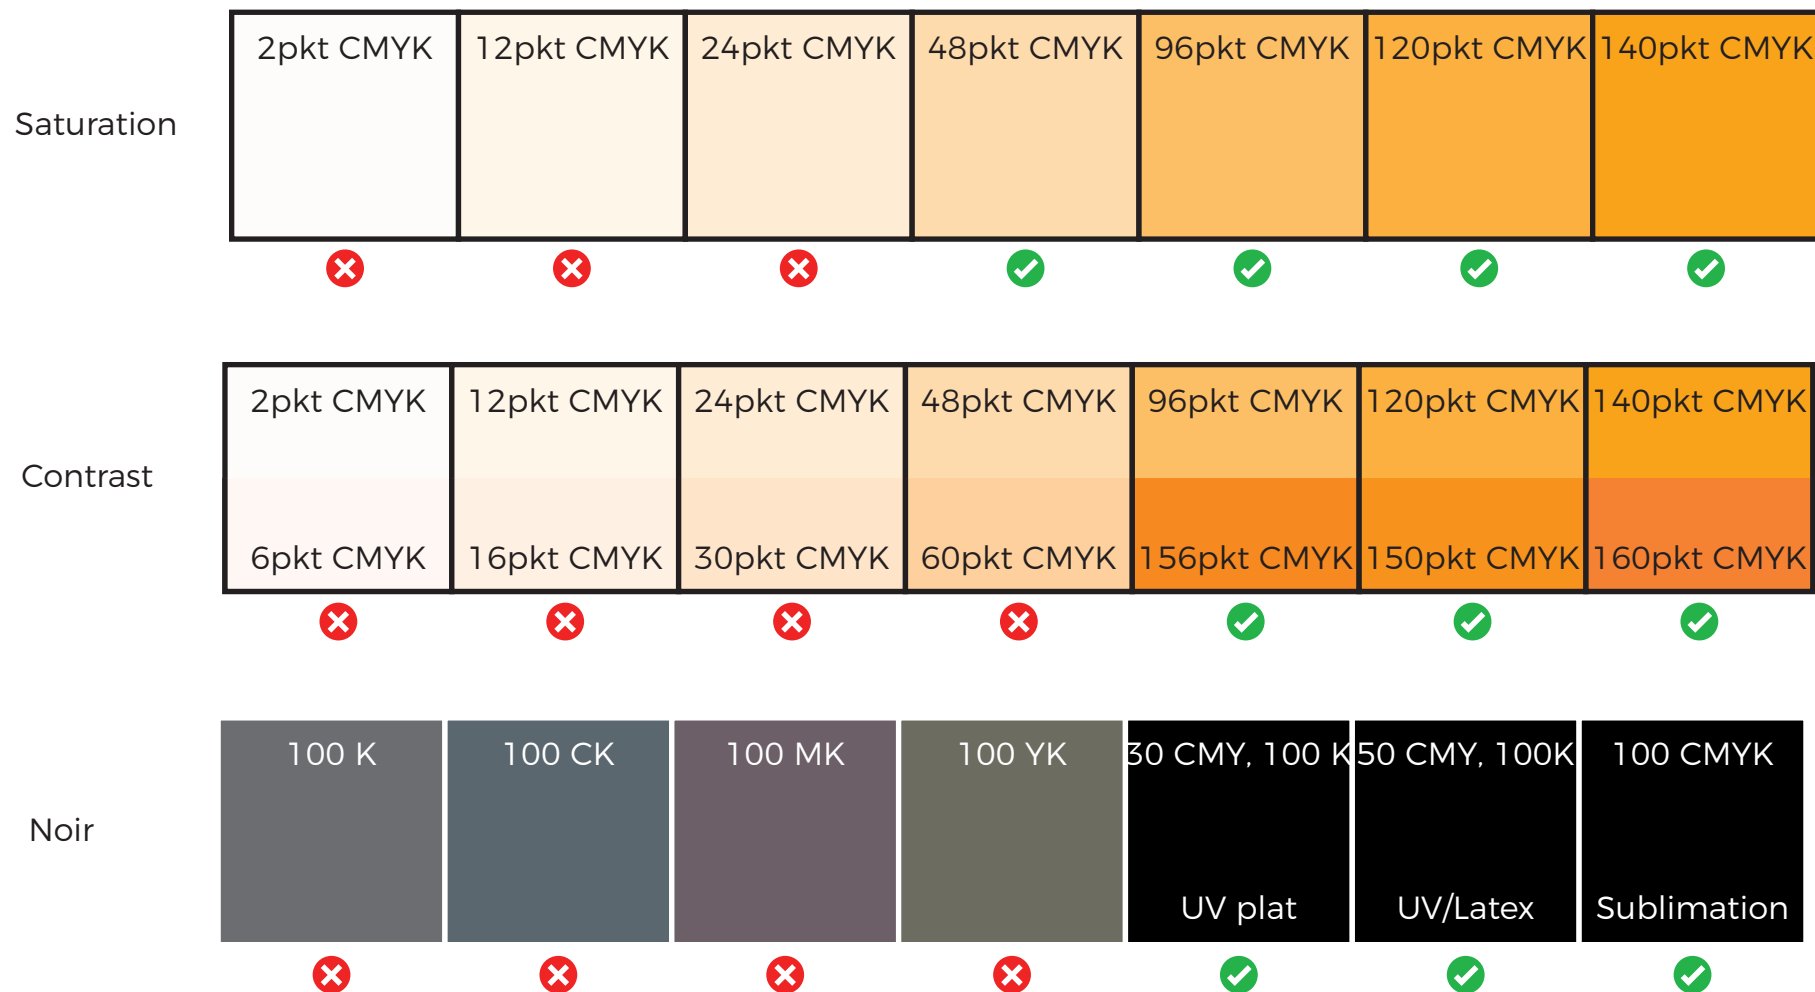 2pkt CMYK 12pkt CMYK 24pkt CMYK 48pkt CMYK 96pkt CMYK 120pkt CMYK 140pkt CMYK
Saturation
2pkt CMYK 12pkt CMYK 24pkt CMYK 48pkt CMYK 96pkt CMYK 120pkt CMYK 140pkt CMYK
Contrast
6pkt CMYK 16pkt CMYK 30pkt CMYK 60pkt CMYK 156pkt CMYK 150pkt CMYK 160pkt CMYK
100 K 100 CK 100 MK 100 YK 30 CMY, 100 K 50 CMY, 100K 100 CMYK
Noir
UV plat UV/Latex Sublimation